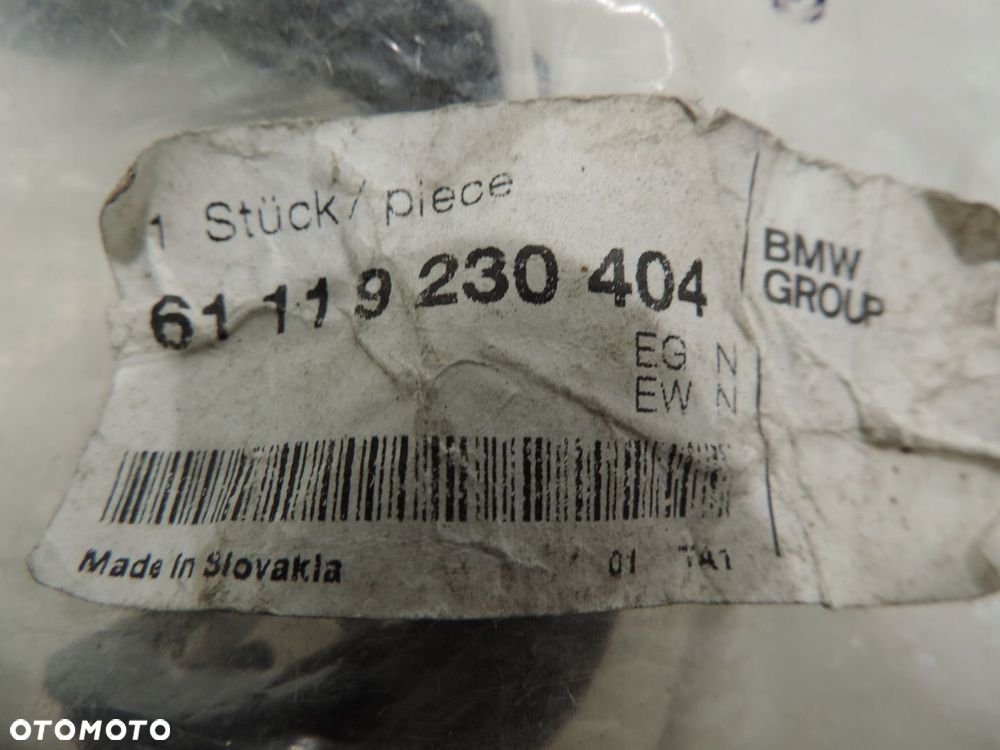 1 Stück/ piece
61 11 9 230 404
BMW
GROUP
EG N
EW N
Made in Slovakia
01 TA1
OTOMOTO